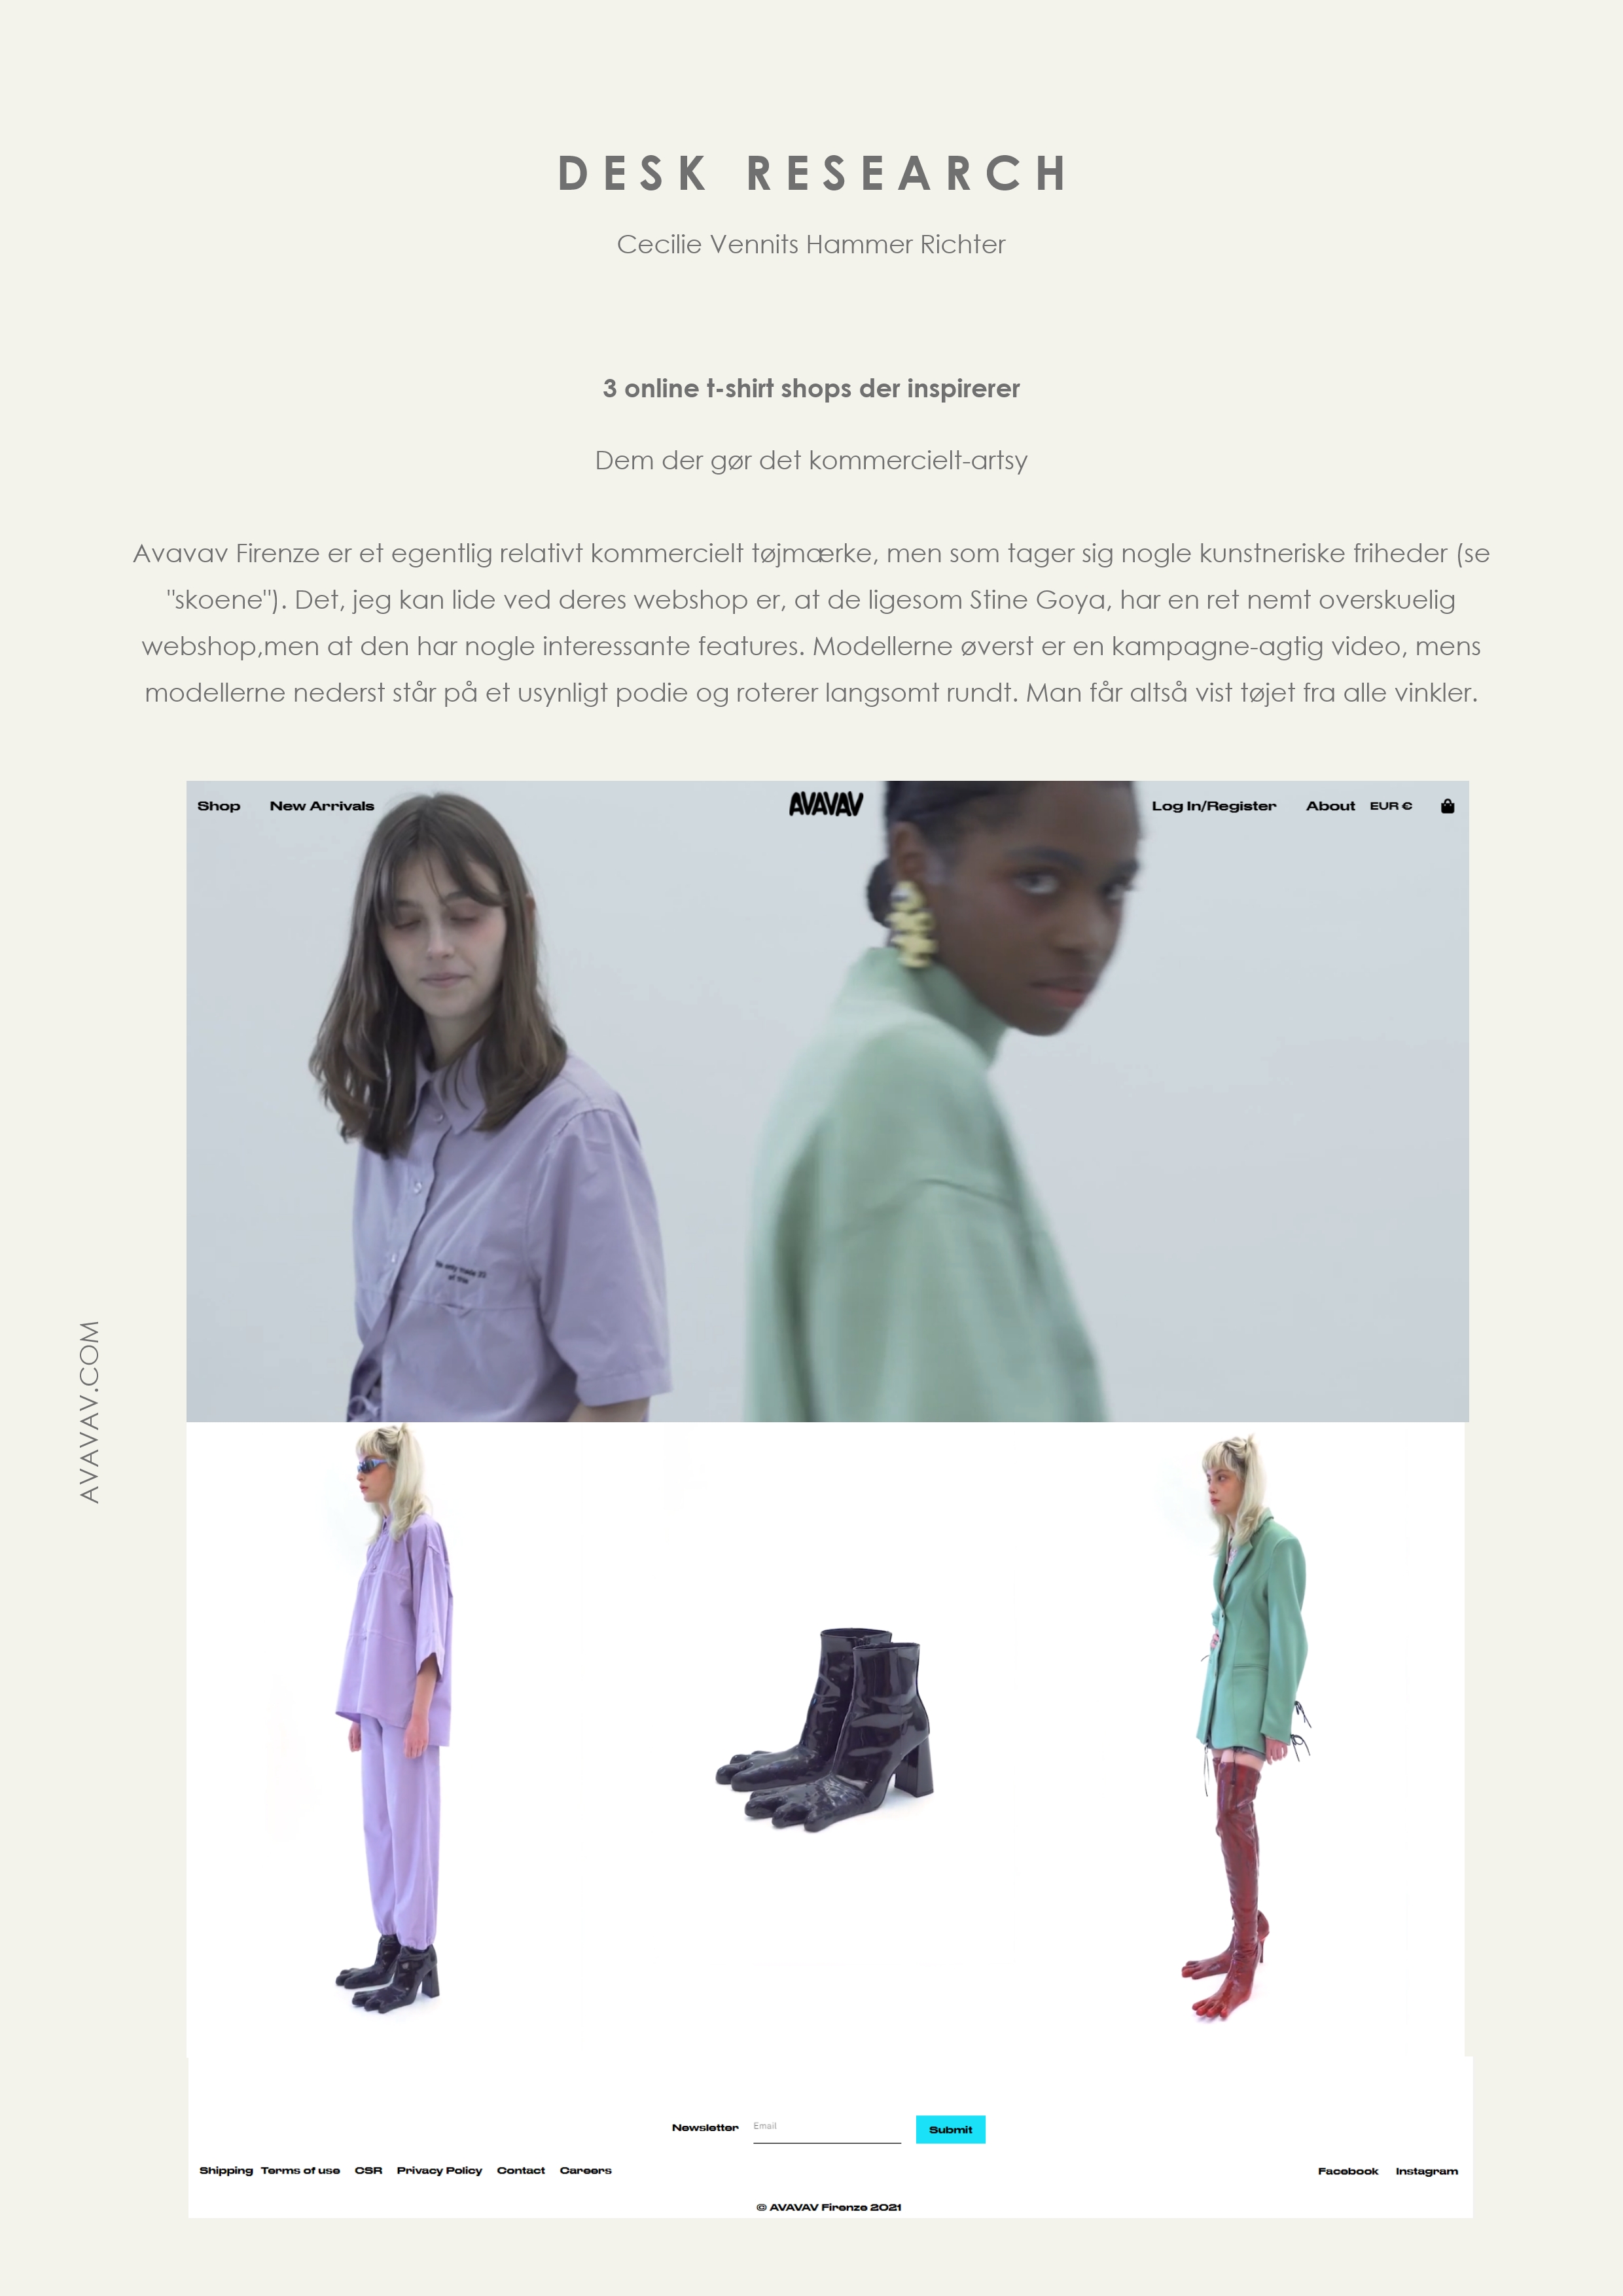 DESK RESEARCH
Cecilie Vennits Hammer Richter
3 online t-shirt shops der inspirerer
Dem der gør det kommercielt-artsy
Avavav Firenze er et egentlig relativt kommercielt tøjmærke, men som tager sig nogle kunstneriske friheder (se
"skoene"). Det, jeg kan lide ved deres webshop er, at de ligesom Stine Goya, har en ret nemt overskuelig
webshop,men at den har nogle interessante features. Modellerne øverst er en kampagne-agtig video, mens
modellerne nederst står på et usynligt podie og roterer langsomt rundt. Man får altså vist tøjet fra alle vinkler.
Shop New Arrivals AVAVAV Log In/Register About EUR €
We only made 22
of this
AVAVAV.COM
Newsletter Email Submit
Shipping Terms of use CSR Privacy Policy Contact Careers Facebook Instagram
© AVAVAV Firenze 2021